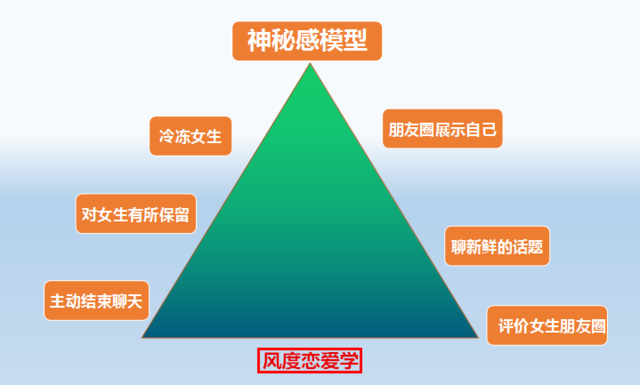 神秘感模型
朋友圈展示自己
冷冻女生
对女生有所保留
聊新鲜的话题
主动结束聊天
评价女生朋友圈
风度恋爱学